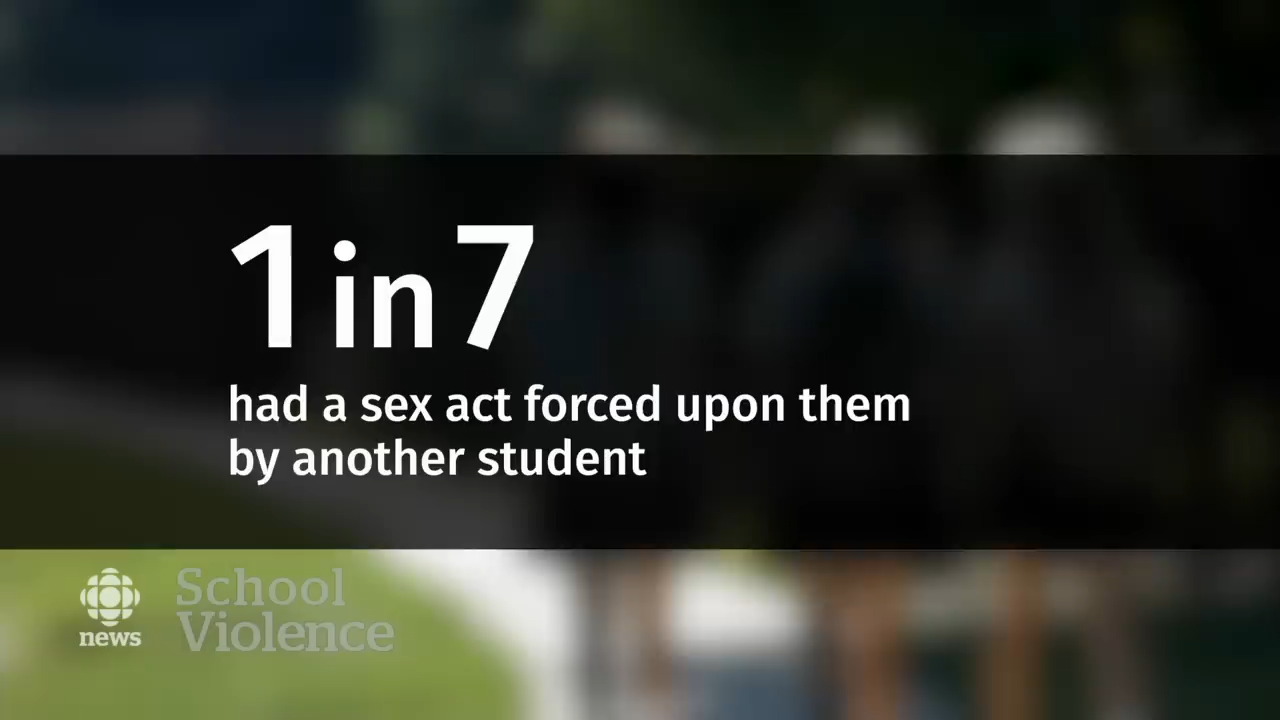 1 in 7
had a sex act forced upon them
by another student
news
School
Violence